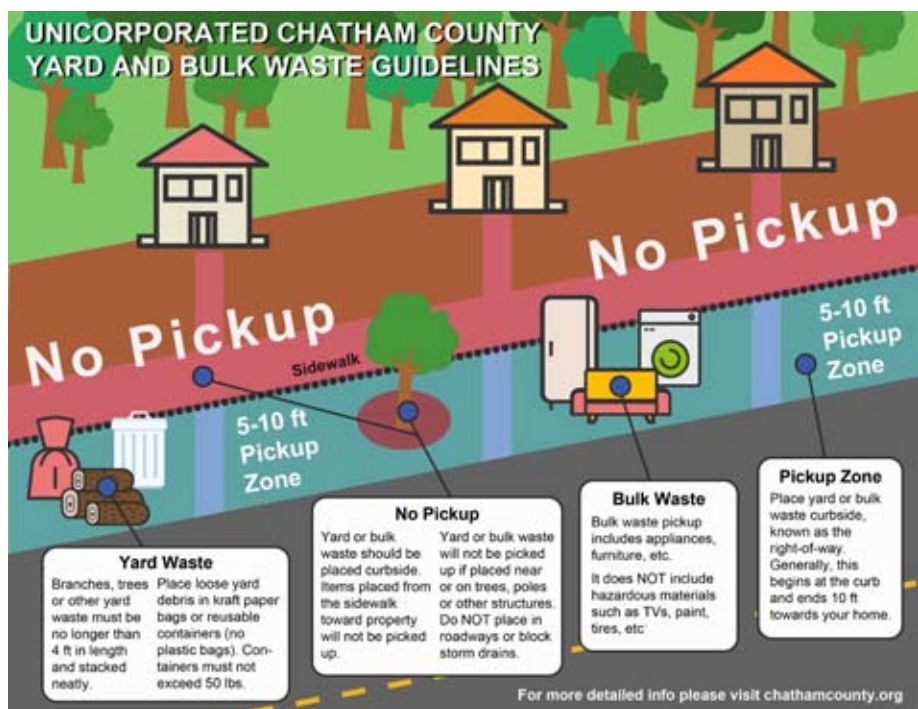 UNICORPORATED CHATHAM COUNTY
YARD AND BULK WASTE GUIDELINES
No Pickup
No Pickup
Sidewalk
5-10 ft
Pickup
Zone
5-10 ft
Pickup
Zone
Yard Waste
Branches, trees
or other yard
waste must be
no longer than
4 ft in length
and stacked
neatly.
Place loose yard
debris in kraft paper
bags or reusable
containers (no
plastic bags). Con-
tainers must not
exceed 50 lbs.
No Pickup
Yard or bulk
waste should be
placed curbside.
Items placed from
the sidewalk
toward property
will not be picked
up.
Yard or bulk waste
will not be picked
up if placed near
or on trees, poles
or other structures.
Do NOT place in
roadways or block
storm drains.
Bulk Waste
Bulk waste pickup
includes appliances,
furniture, etc.
It does NOT include
hazardous materials
such as TVs, paint,
tires, etc
Pickup Zone
Place yard or bulk
waste curbside,
known as the
right-of-way.
Generally, this
begins at the curb
and ends 10 ft
towards your home.
For more detailed info please visit chathamcounty.org